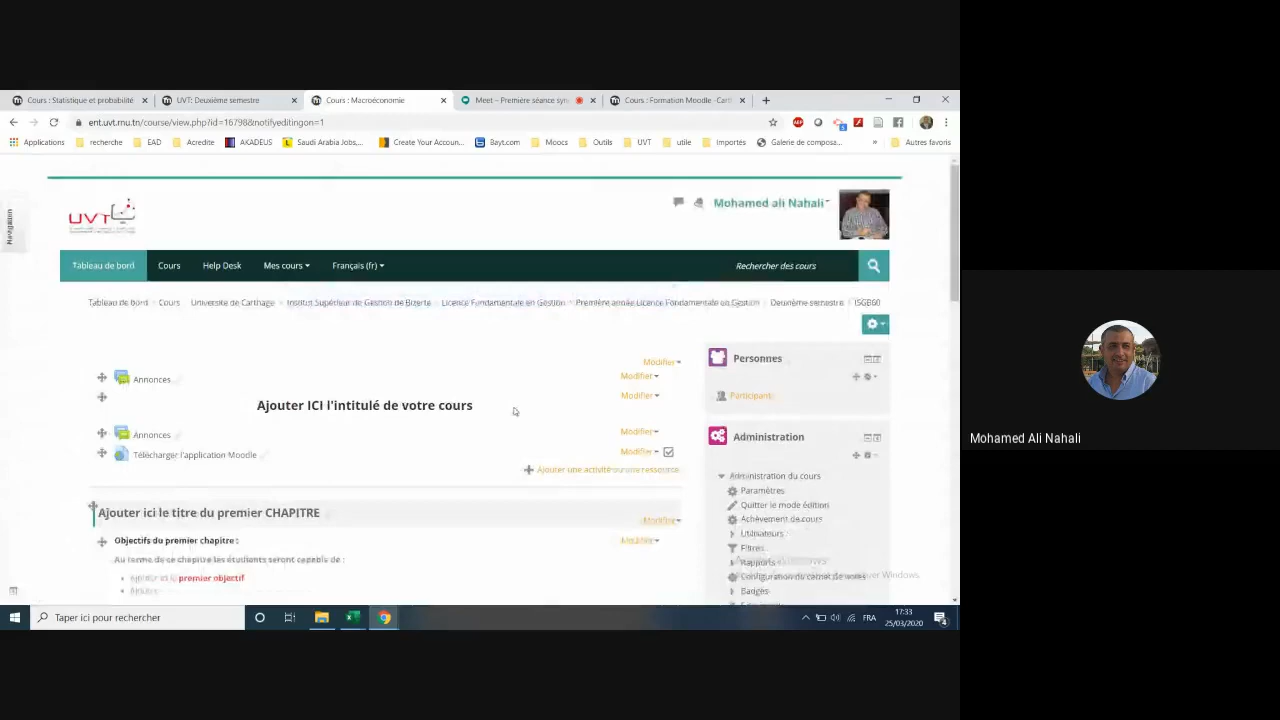 Cours : Statistique et probabilité
UVT: Deuxième semestre
Cours : Macroéconomie
Meet – Première séance syn
Cours : Formation Moodle - Cart
ent.uvt.rnu.tn/course/view.php?id=16798&notifyeditingon=1
Applications
recherche
EAD
Acredite
AKADEUS
Saudi Arabia Jobs,...
Create Your Accoun...
Bayt.com
Moocs
Outils
UVT
utile
Importés
Galerie de composa...
»
Autres favoris
Navigation
UVT
Mohamed ali Nahali
Tableau de bord
Cours
Help Desk
Mes cours
Français (fr)
Rechercher des cours
Tableau de bord
Cours
Université de Carthage
Institut Supérieur de Gestion de Bizerte
Licence Fondamentale en Gestion
Première année Licence Fondamentale en Gestion
Deuxième semestre
ISGB60
Modifier
Annonces
Modifier
Modifier
Ajouter ICI l'intitulé de votre cours
Annonces
Modifier
Télécharger l'application Moodle
Modifier
Ajouter une activité ou une ressource
Ajouter ici le titre du premier CHAPITRE
Modifier
Objectifs du premier chapitre :
Modifier
Au terme de ce chapitre les étudiants seront capables de :
Ajouter ici le premier objectif
Personnes
Participants
Administration
Administration du cours
Paramètres
Quitter le mode édition
Achèvement de cours
Utilisateurs
Filtres
Rapports
Configuration du carnet de notes
Badges
Taper ici pour rechercher
FRA
17:33
25/03/2020
4
Mohamed Ali Nahali